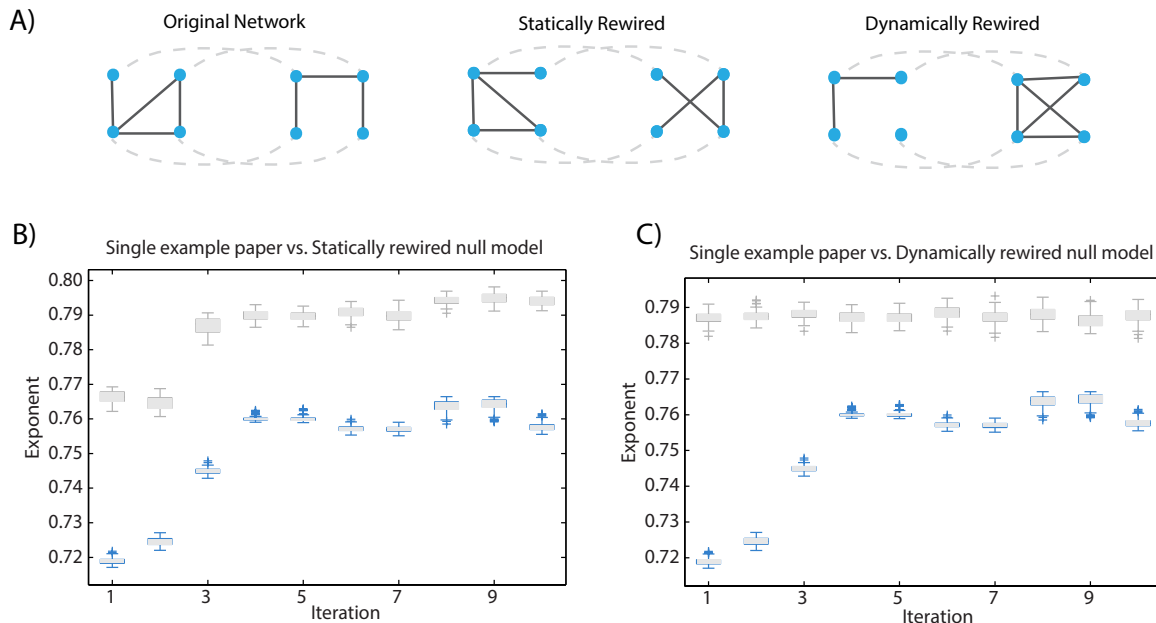 A)
Original Network
Statically Rewired
Dynamically Rewired
B)
Single example paper vs. Statically rewired null model
Exponent
0.80
0.79
0.78
0.77
0.76
0.75
0.74
0.73
0.72
1 3 5 7 9
Iteration
C)
Single example paper vs. Dynamically rewired null model
Exponent
0.79
0.78
0.77
0.76
0.75
0.74
0.73
0.72
1 3 5 7 9
Iteration